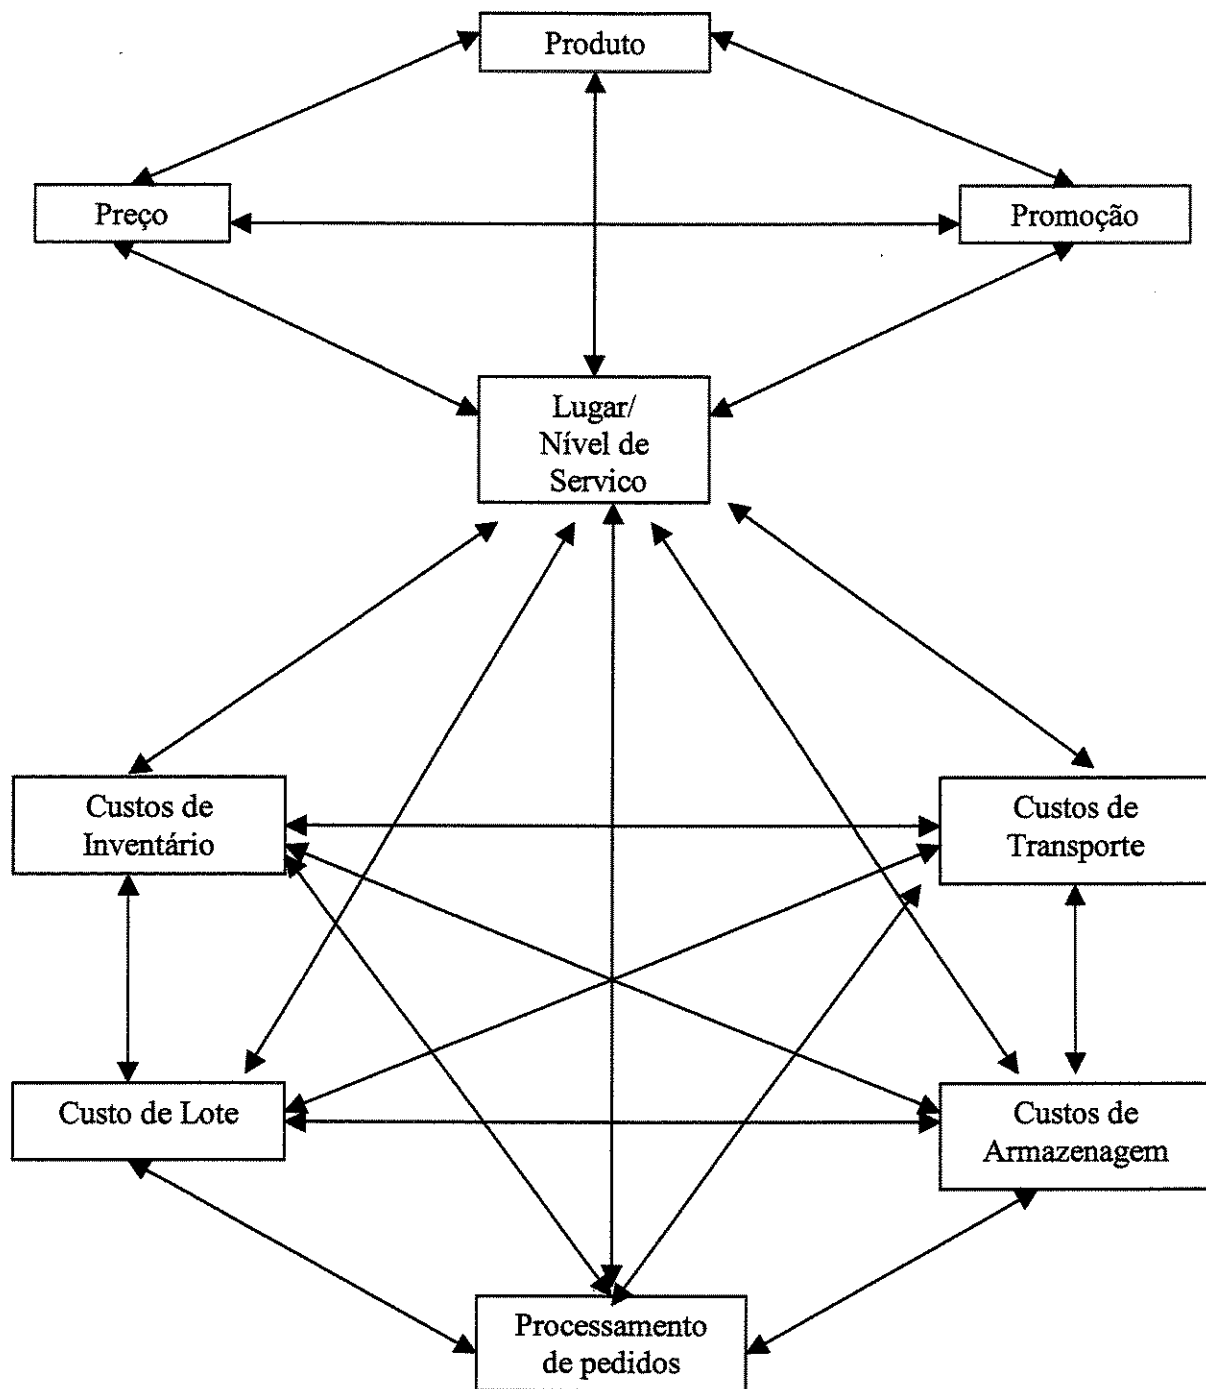 Produto
Preço
Promoção
Lugar/
Nível de
Servico
Custos de
Inventário
Custos de
Transporte
Custo de Lote
Custos de
Armazenagem
Processamento
de pedidos